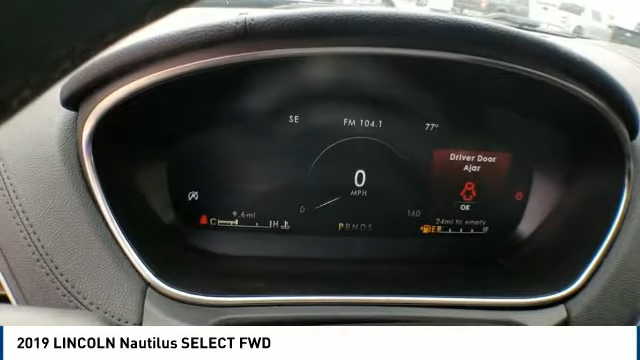 SE FM 104.1 77°
Driver Door
Ajar
0
MPH
OK
0 160
9.6mi 24mi to empty
C H PRNDS E F
2019 LINCOLN Nautilus SELECT FWD